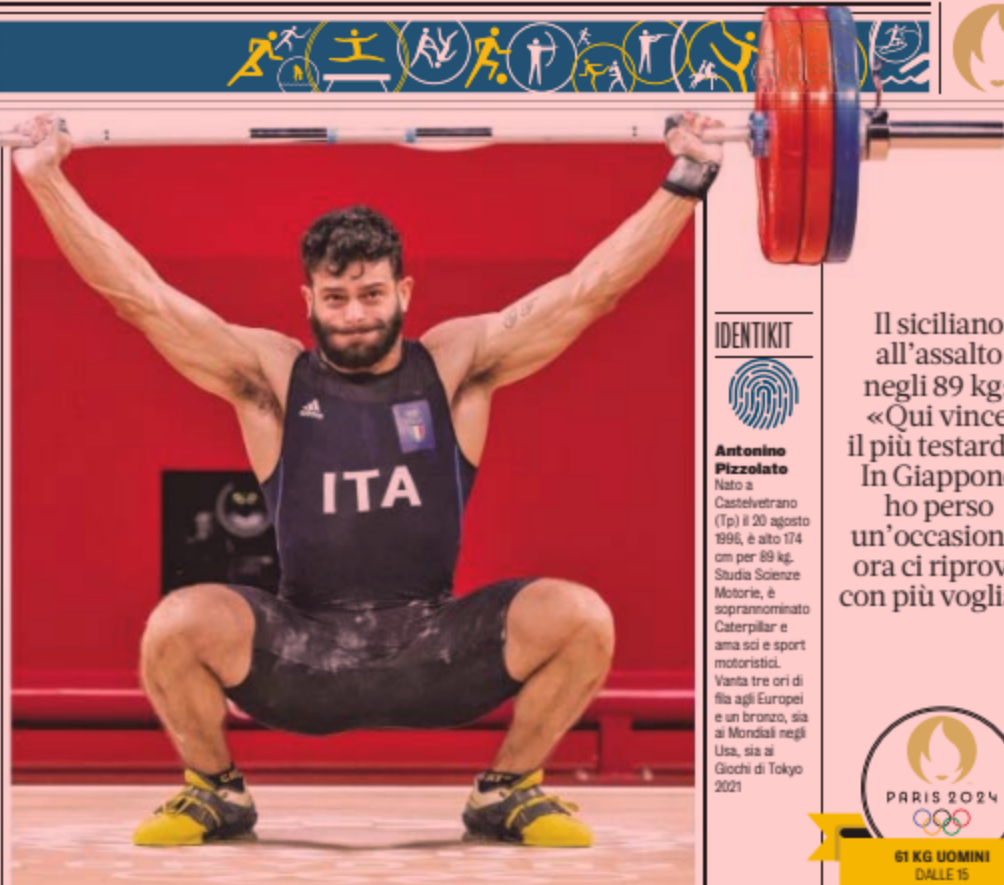 ITA
IDENTIKIT
Antonino
Pizzolato
Nato a
Castelvetrano
(Tp) il 20 agosto
1996, è alto 174
cm per 89 kg.
Studia Scienze
Motorie, è
soprannominato
Caterpillar e
ama sci e sport
motoristici.
Vanta tre ori di
fila agli Europei
e un bronzo, sia
ai Mondiali negli
Usa, sia ai
Giochi di Tokyo
2021
Il siciliano
all'assalto
negli 89 kg:
«Qui vince
il più testard
In Giappon
ho perso
un'occasion
ora ci riprov
con più vogli
PARIS 2024
61 KG UOMINI
DALLE 15